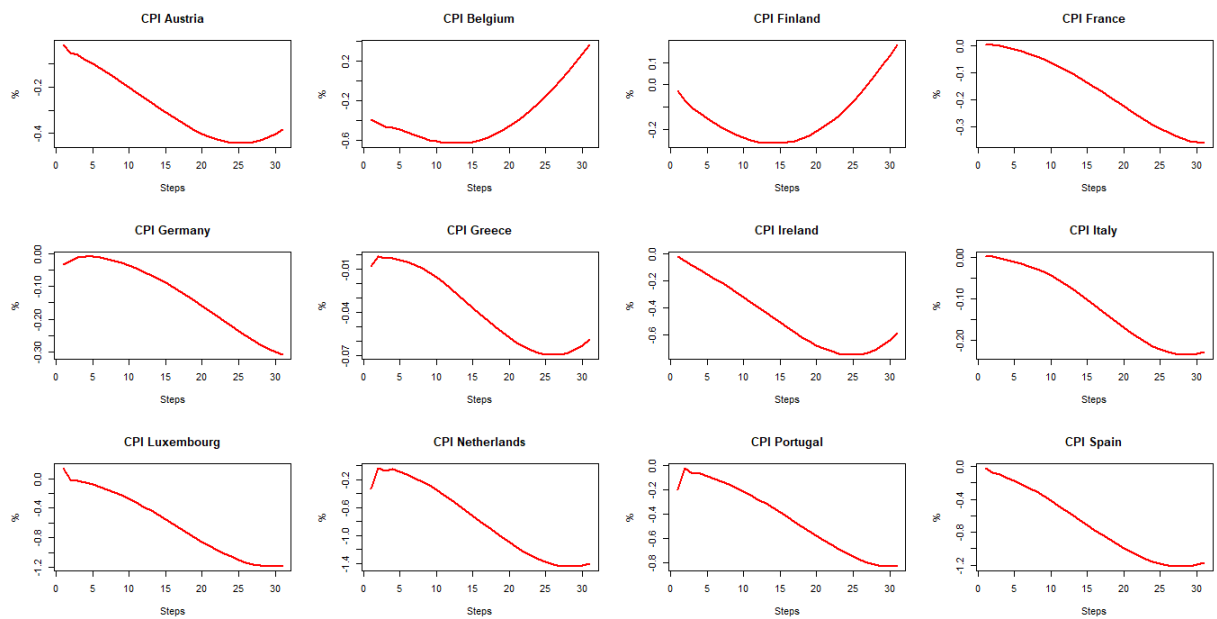 CPI Austria
-0.2
-0.4
%
0 5 10 15 20 25 30
Steps
CPI Belgium
0.2
-0.2
-0.6
%
0 5 10 15 20 25 30
Steps
CPI Finland
0.1
0.0
-0.2
%
0 5 10 15 20 25 30
Steps
CPI France
0.0
-0.1
-0.2
-0.3
%
0 5 10 15 20 25 30
Steps
CPI Germany
0.00
-0.10
-0.20
-0.30
%
0 5 10 15 20 25 30
Steps
CPI Greece
-0.01
-0.04
-0.07
%
0 5 10 15 20 25 30
Steps
CPI Ireland
0.0
-0.2
-0.4
-0.6
%
0 5 10 15 20 25 30
Steps
CPI Italy
0.00
-0.10
-0.20
%
0 5 10 15 20 25 30
Steps
CPI Luxembourg
0.0
-0.4
-0.8
-1.2
%
0 5 10 15 20 25 30
Steps
CPI Netherlands
-0.2
-0.6
-1.0
-1.4
%
0 5 10 15 20 25 30
Steps
CPI Portugal
0.0
-0.2
-0.4
-0.6
-0.8
%
0 5 10 15 20 25 30
Steps
CPI Spain
0.0
-0.4
-0.8
-1.2
%
0 5 10 15 20 25 30
Steps